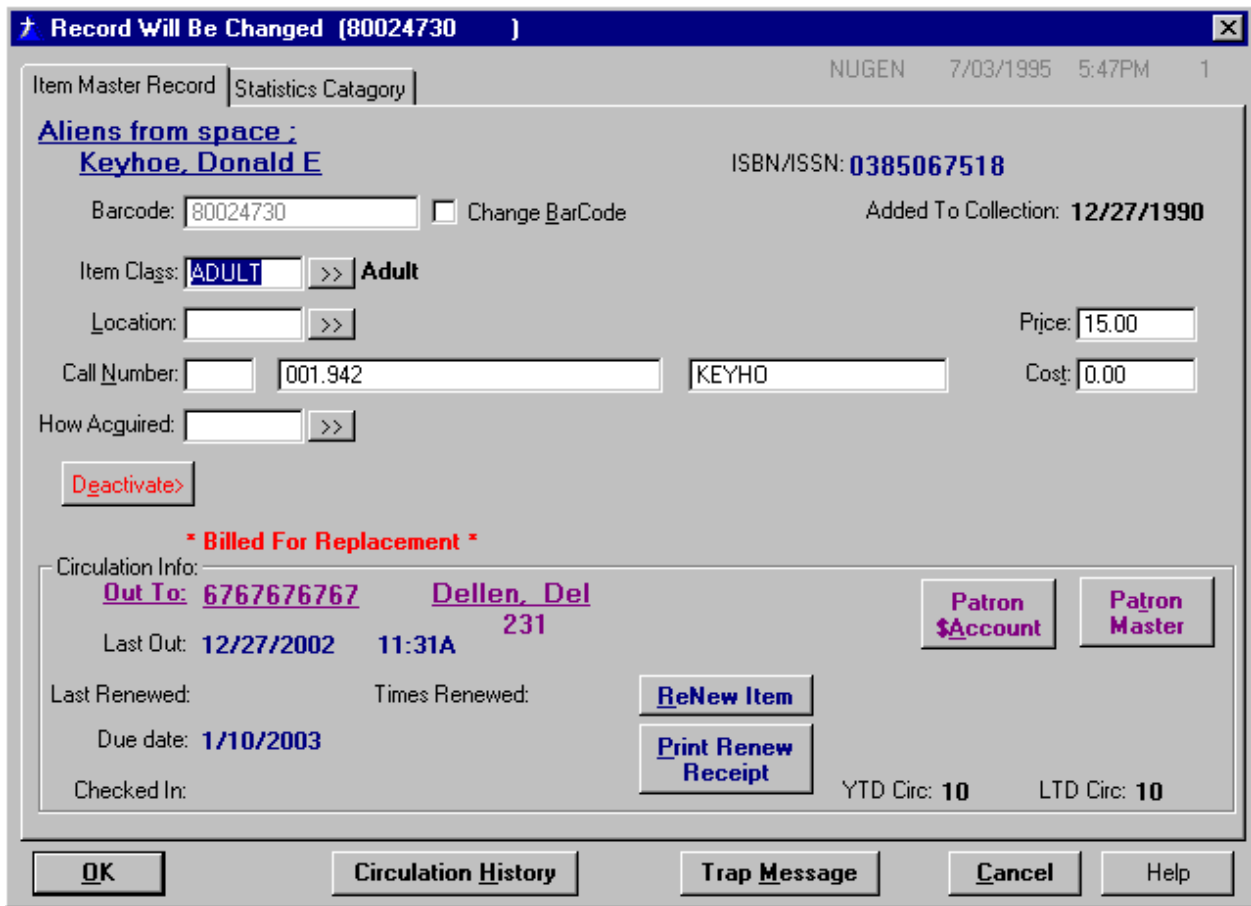 Record Will Be Changed (80024730 )
NUGEN 7/03/1995 5:47PM 1
Item Master Record Statistics Catagory
Aliens from space ;
Keyhoe, Donald E
ISBN/ISSN: 0385067518
Barcode: 80024730 Change BarCode Added To Collection: 12/27/1990
Item Class: ADULT >> Adult
Location: >> Price: 15.00
Call Number: 001.942 KEYHO Cost: 0.00
How Acquired: >>
Deactivate>
* Billed For Replacement *
Circulation Info:
Out To: 6767676767 Dellen, Del
231
Patron $Account
Patron Master
Last Out: 12/27/2002 11:31A
Last Renewed: Times Renewed: ReNew Item
Due date: 1/10/2003
Print Renew
Receipt
Checked In: YTD Circ: 10 LTD Circ: 10
OK Circulation History Trap Message Cancel Help